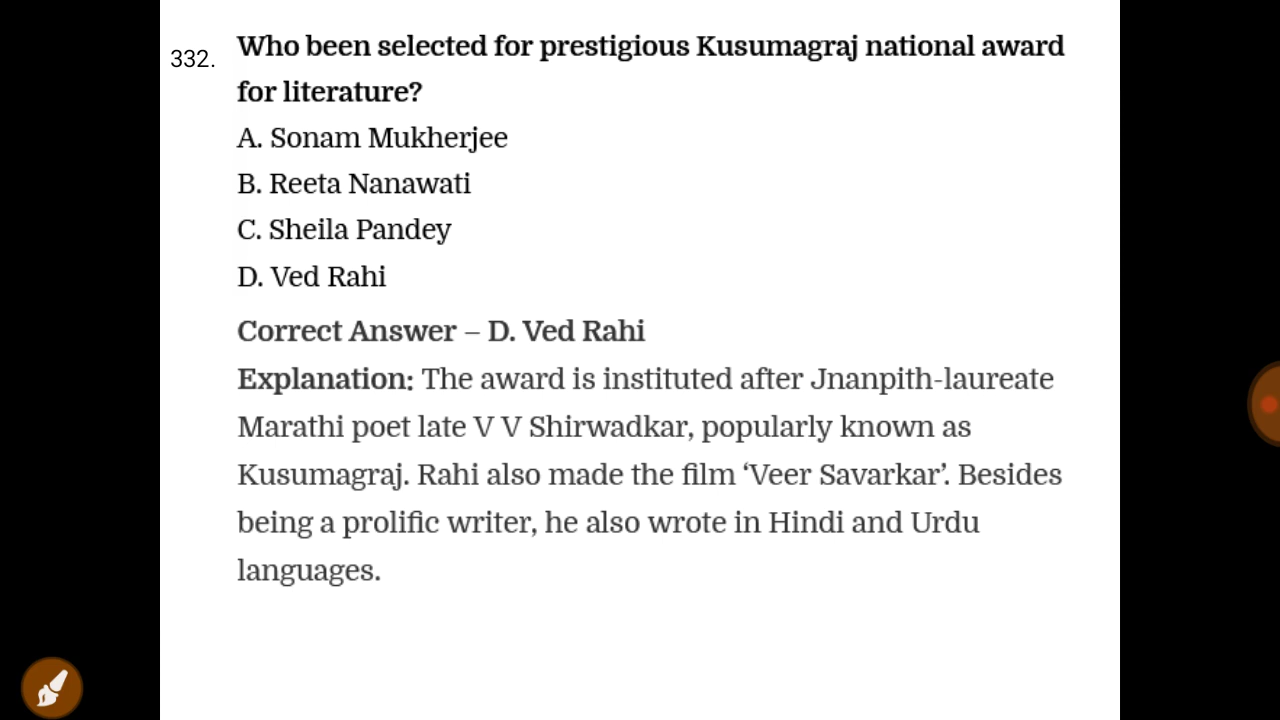 332. Who been selected for prestigious Kusumagraj national award
for literature?
A. Sonam Mukherjee
B. Reeta Nanawati
C. Sheila Pandey
D. Ved Rahi
Correct Answer – D. Ved Rahi
Explanation: The award is instituted after Jnanpith-laureate
Marathi poet late V V Shirwadkar, popularly known as
Kusumagraj. Rahi also made the film ‘Veer Savarkar’. Besides
being a prolific writer, he also wrote in Hindi and Urdu
languages.